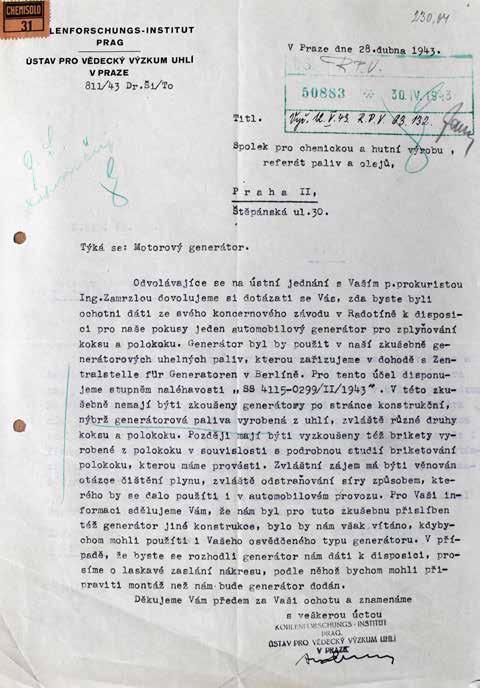 CHEMISOLO
31
230,04
LENFORSCHUNGS-INSTITUT
PRAG
ÚSTAV PRO VĚDECKÝ VÝZKUM UHLÍ
V PRAZE
811/43 Dr.Ši/To
V Praze dne 28.dubna 1943.
R.P.V.
50883 30. IV. 1943
Titl.
Spolek pro chemickou a hutní výrobu ,
referát paliv a olejů,
Praha II,
Štěpánská ul.30.
Týká se: Motorový generátor.
Odvolávajíce se na ústní jednání s Vaším p.prokuristou
Ing.Zamrzlou dovolujeme si dotázati se Vás, zda byste byli
ochotni dáti ze svého koncernového závodu v Radotíně k disposi-
ci pro naše pokusy jeden automobilový generátor pro zplyňování
koksu a polokoku. Generátor byl by použit v naší zkušebně ge-
nerátorových uhelných paliv, kterou zařizujeme v dohodě s Zen-
tralstelle für Generatoren v Berlíně. Pro tento účel disponu-
jeme stupněm naléhavosti „SS 4115-0299/II/1943". V této zku-
šebně nemají býti zkoušeny generátory po stránce konstrukční,
nýbrž generátorová paliva vyrobená z uhlí, zvláště různé druhy
koksu a polokoku. Později mají býti vyzkoušeny též brikety vy-
robené z polokoku v souvislosti s podrobnou studií briketování
polokoku, kterou máme prováděti. Zvláštní zájem má býti věnován
otázce čištění plynu, zvláště odstraňování síry způsobem, kte-
rého by se dalo použíti i v automobilovém provozu. Pro Vaši in-
formaci sdělujeme Vám, že nám byl pro tuto zkušebnu přislíben
též generátor jiné konstrukce, bylo by nám však vítáno, kdyby-
chom mohli použíti i Vašeho osvědčeného typu generátoru. V pří-
padě, že byste se rozhodli generátor nám dáti k disposici, pro-
síme o laskavé zaslání nákresu, podle něhož bychom mohli při-
praviti montáž než nám bude generátor dodán.
Děkujeme Vám předem za Vaši ochotu a znamenáme
s veškerou úctou
KOHLENFORSCHUNGS-INSTITUT
PRAG.
ÚSTAV PRO VĚDECKÝ VÝZKUM UHLÍ
V PRAZE